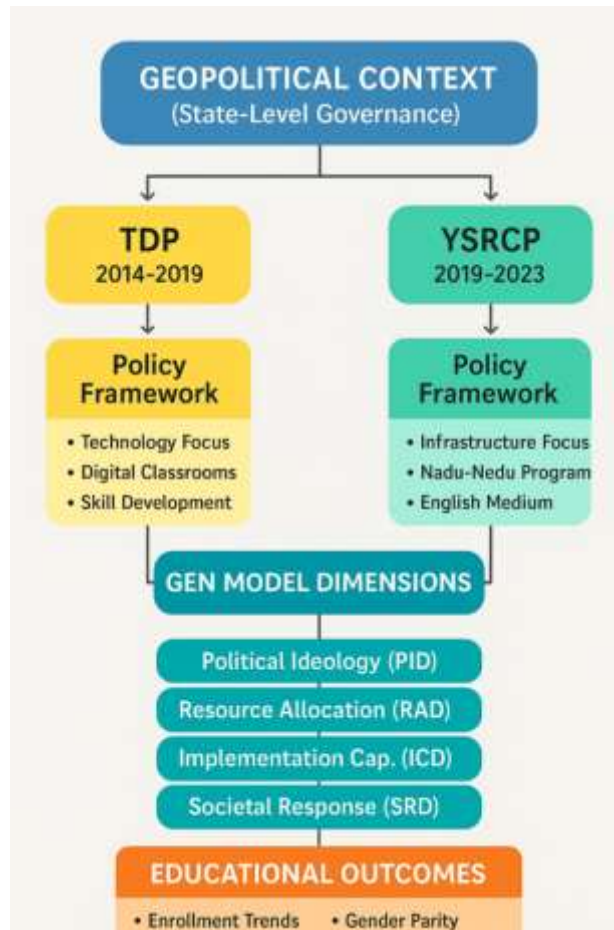 GEOPOLITICAL CONTEXT
(State-Level Governance)
TDP
2014-2019
YSRCP
2019-2023
Policy
Framework
• Technology Focus
• Digital Classrooms
• Skill Development
Policy
Framework
• Infrastructure Focus
• Nadu-Nedu Program
• English Medium
GEN MODEL DIMENSIONS
Political Ideology (PID)
Resource Allocation (RAD)
Implementation Cap. (ICD)
Societal Response (SRD)
EDUCATIONAL OUTCOMES
• Enrollment Trends • Gender Parity